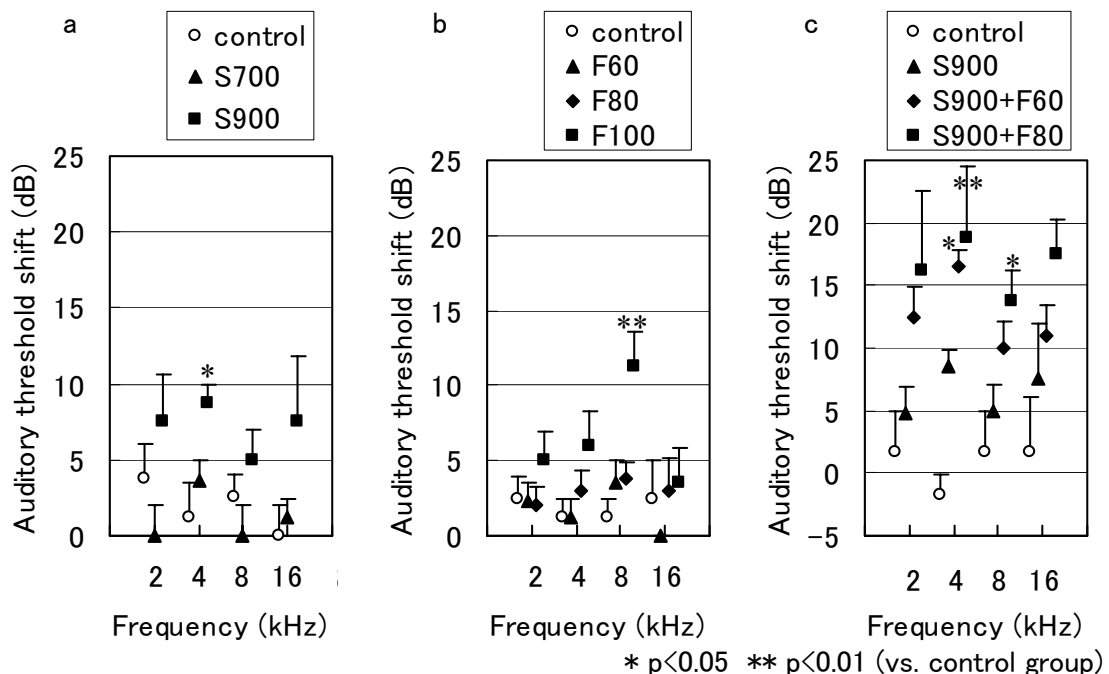 a
control
S700
S900
Auditory threshold shift (dB)
25
20
15
10
5
0
*
2 4 8 16
Frequency (kHz)
b
control
F60
F80
F100
Auditory threshold shift (dB)
25
20
15
10
5
0
**
2 4 8 16
Frequency (kHz)
c
control
S900
S900+F60
S900+F80
Auditory threshold shift (dB)
25
20
15
10
5
0
-5
**
*
*
2 4 8 16
Frequency (kHz)
* p<0.05 ** p<0.01 (vs. control group)